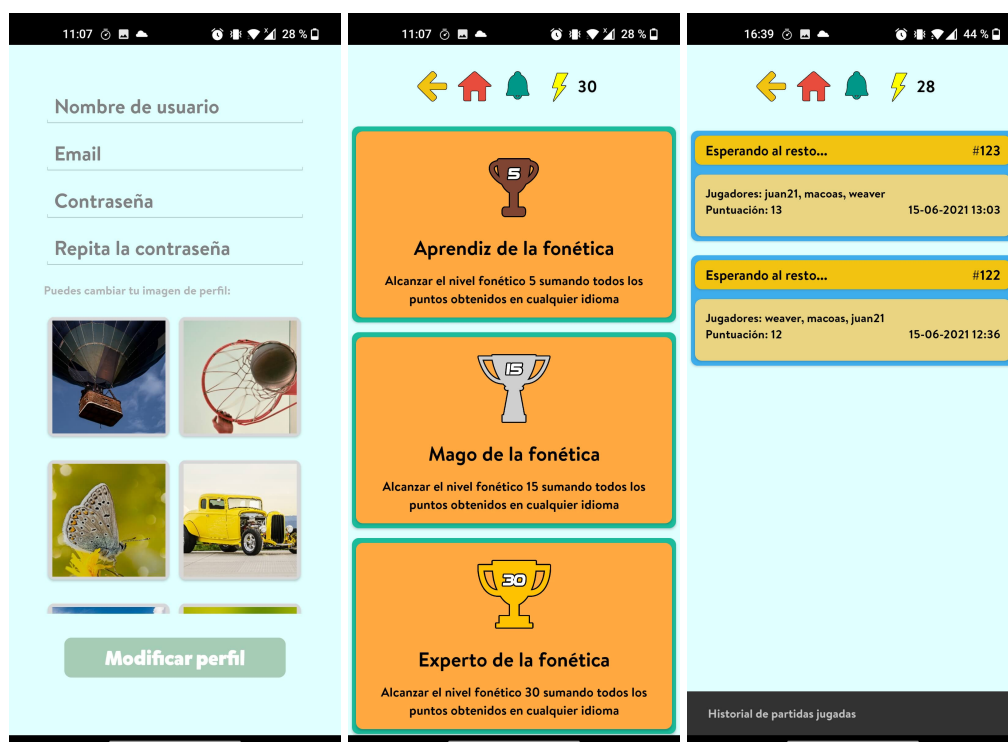 11:07
28 %
Nombre de usuario
Email
Contraseña
Repita la contraseña
Puedes cambiar tu imagen de perfil:
Modificar perfil
11:07
28 %
30
5
Aprendiz de la fonética
Alcanzar el nivel fonético 5 sumando todos los
puntos obtenidos en cualquier idioma
15
Mago de la fonética
Alcanzar el nivel fonético 15 sumando todos los
puntos obtenidos en cualquier idioma
30
Experto de la fonética
Alcanzar el nivel fonético 30 sumando todos los
puntos obtenidos en cualquier idioma
16:39
44 %
28
Esperando al resto... #123
Jugadores: juan21, macoas, weaver
Puntuación: 13 15-06-2021 13:03
Esperando al resto... #122
Jugadores: weaver, macoas, juan21
Puntuación: 12 15-06-2021 12:36
Historial de partidas jugadas